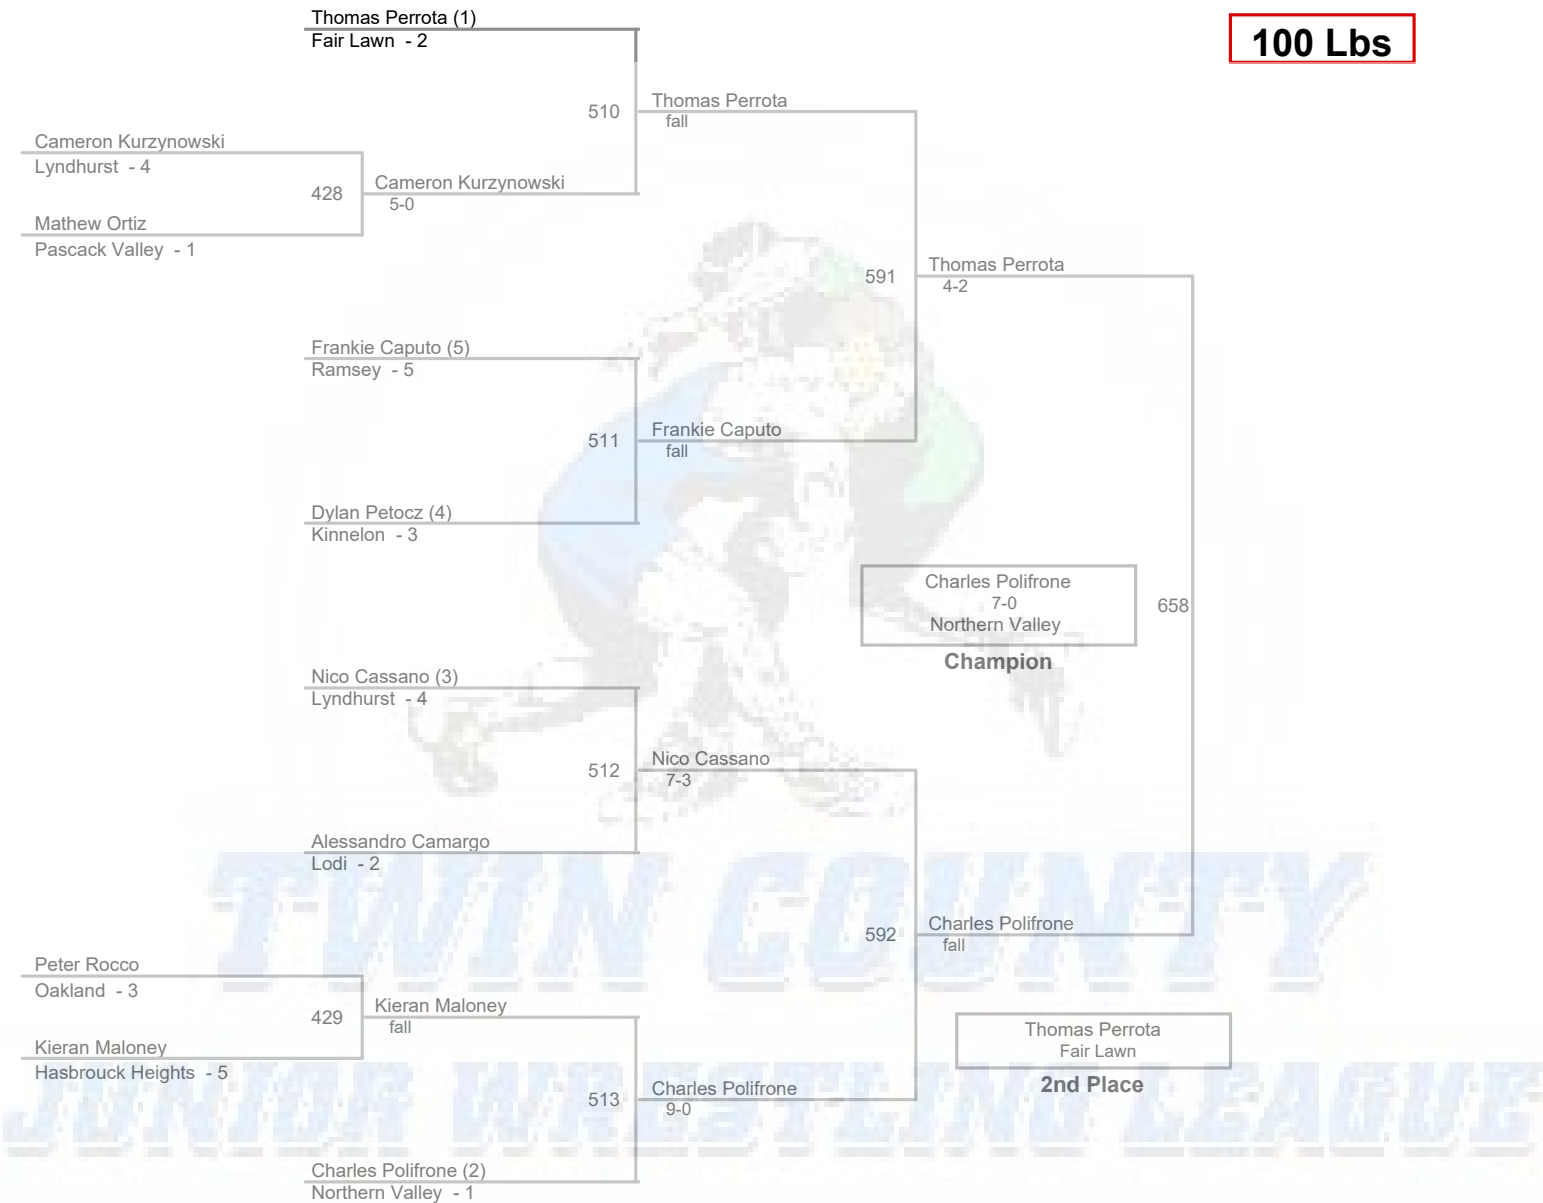 Thomas Perrota (1)
Fair Lawn - 2
100 Lbs
510
Thomas Perrota
fall
Cameron Kurzynowski
Lyndhurst - 4
428
Cameron Kurzynowski
5-0
Mathew Ortiz
Pascack Valley - 1
591
Thomas Perrota
4-2
Frankie Caputo (5)
Ramsey - 5
511
Frankie Caputo
fall
Dylan Petocz (4)
Kinnelon - 3
Charles Polifrone
7-0
Northern Valley
658
Champion
Nico Cassano (3)
Lyndhurst - 4
512
Nico Cassano
7-3
Alessandro Camargo
Lodi - 2
TWIN COUNTY
592
Charles Polifrone
fall
Peter Rocco
Oakland - 3
429
Kieran Maloney
fall
Kieran Maloney
Hasbrouck Heights - 5
Thomas Perrota
Fair Lawn
2nd Place
JUNIOR WRESTLING LEAGUE
513
Charles Polifrone
9-0
Charles Polifrone (2)
Northern Valley - 1